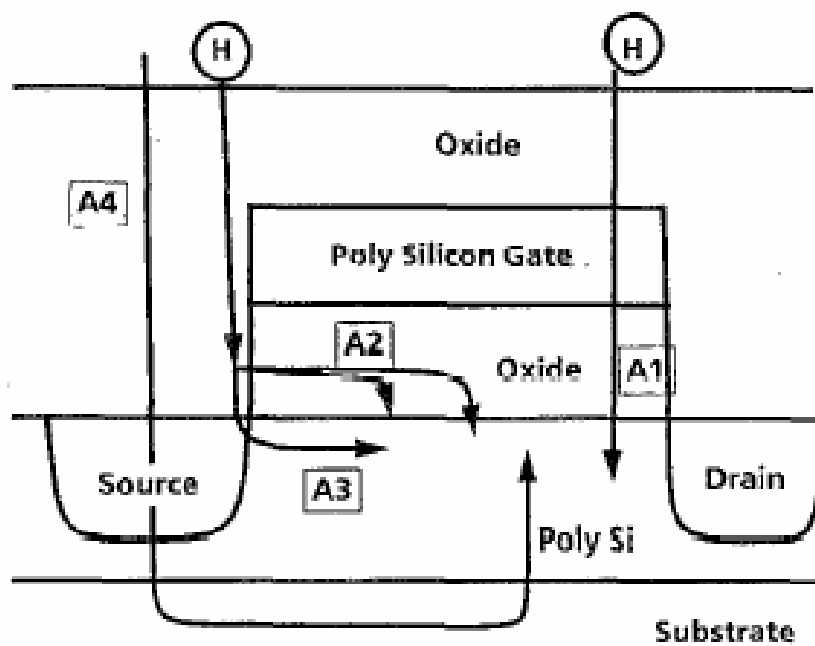 H
H
Oxide
A4
Poly Silicon Gate
A2
Oxide
A1
Source
A3
Drain
Poly Si
Substrate